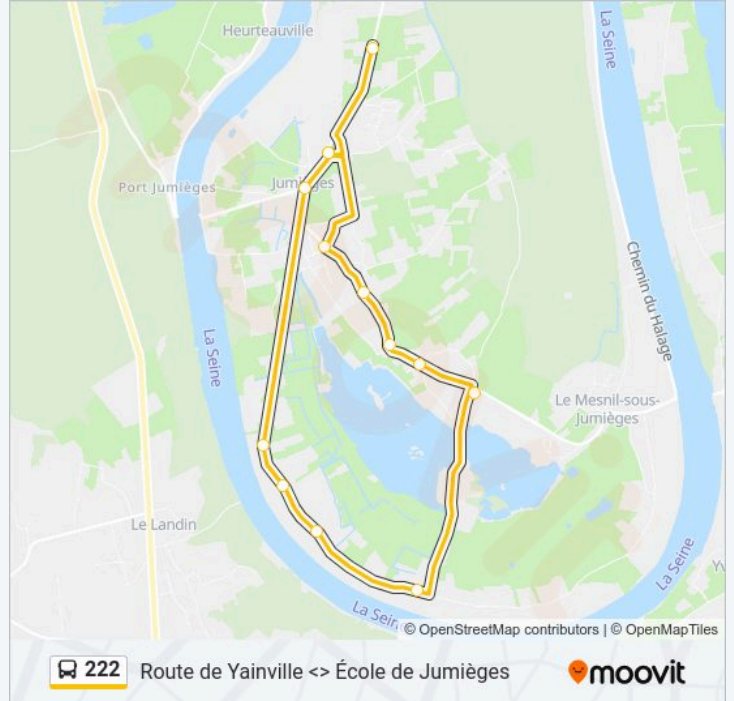 Heurteauville
La Seine
Port Jumièges
Jumièges
Chemin du Halage
La Seine
Le Mesnil-sous-
Jumièges
Le Landin
La Seine
La Sein
© OpenStreetMap contributors | © OpenMapTiles
222 Route de Yainville <> École de Jumièges
moovit